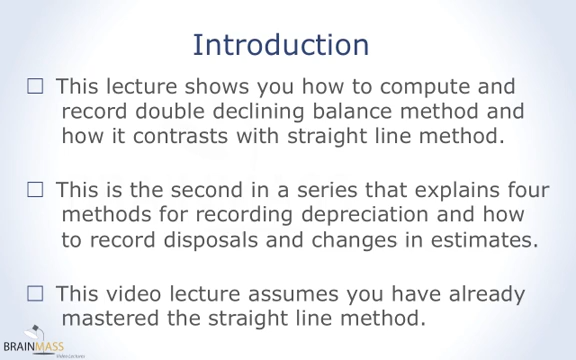 Introduction
This lecture shows you how to compute and
record double declining balance method and
how it contrasts with straight line method.
This is the second in a series that explains four
methods for recording depreciation and how
to record disposals and changes in estimates.
This video lecture assumes you have already
mastered the straight line method.
BRAINMASS
Video Lectures